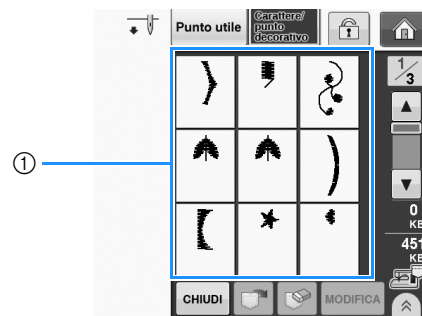 Punto utile
Carattere/
punto
decorativo
1/3
①
0
KB
451
KB
CHIUDI
MODIFICA